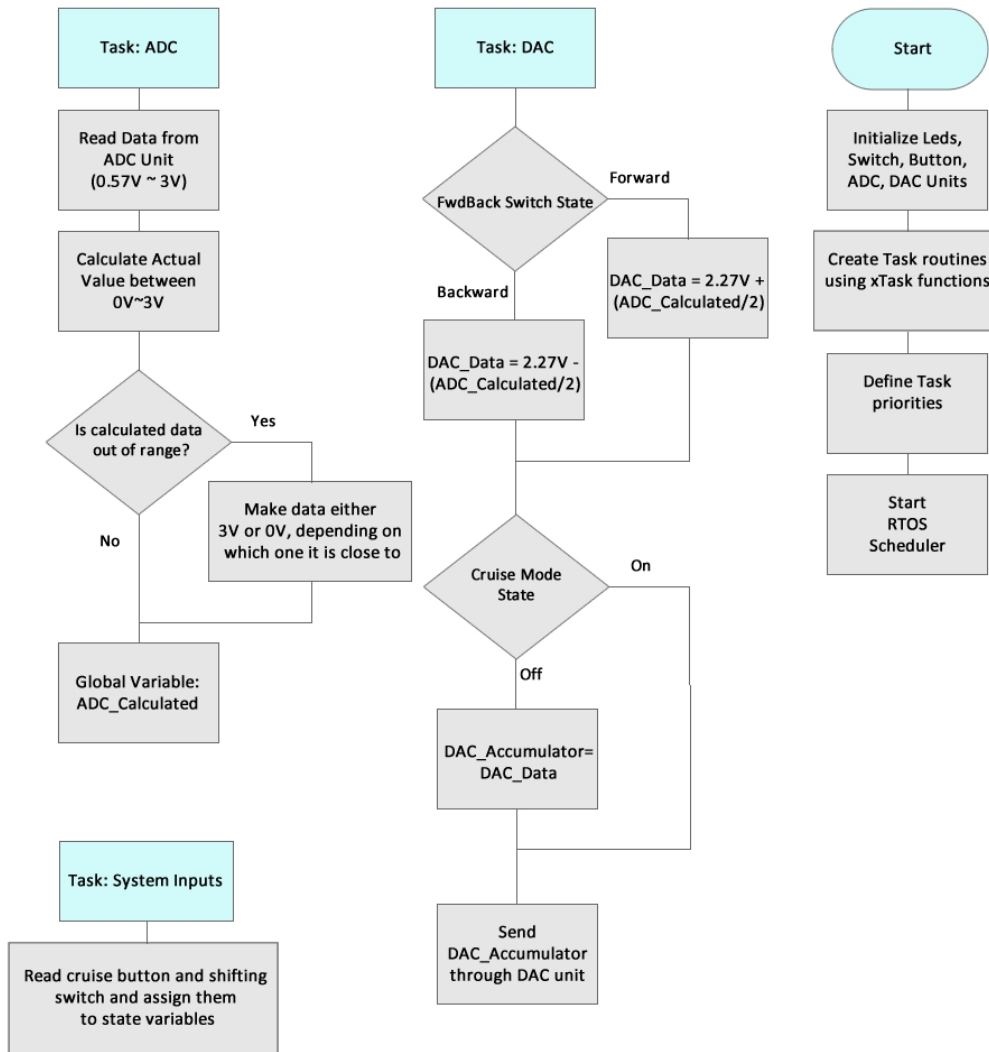 Task: ADC
Read Data from
ADC Unit
(0.57V ~ 3V)
Calculate Actual
Value between
0V~3V
Is calculated data
out of range?
Yes
No
Make data either
3V or 0V, depending on
which one it is close to
Global Variable:
ADC_Calculated
Task: System Inputs
Read cruise button and shifting
switch and assign them
to state variables
Task: DAC
FwdBack Switch State
Forward
Backward
DAC_Data = 2.27V +
(ADC_Calculated/2)
DAC_Data = 2.27V -
(ADC_Calculated/2)
Cruise Mode
State
On
Off
DAC_Accumulator=
DAC_Data
Send
DAC_Accumulator
through DAC unit
Start
Initialize Leds,
Switch, Button,
ADC, DAC Units
Create Task routines
using xTask functions
Define Task
priorities
Start
RTOS
Scheduler